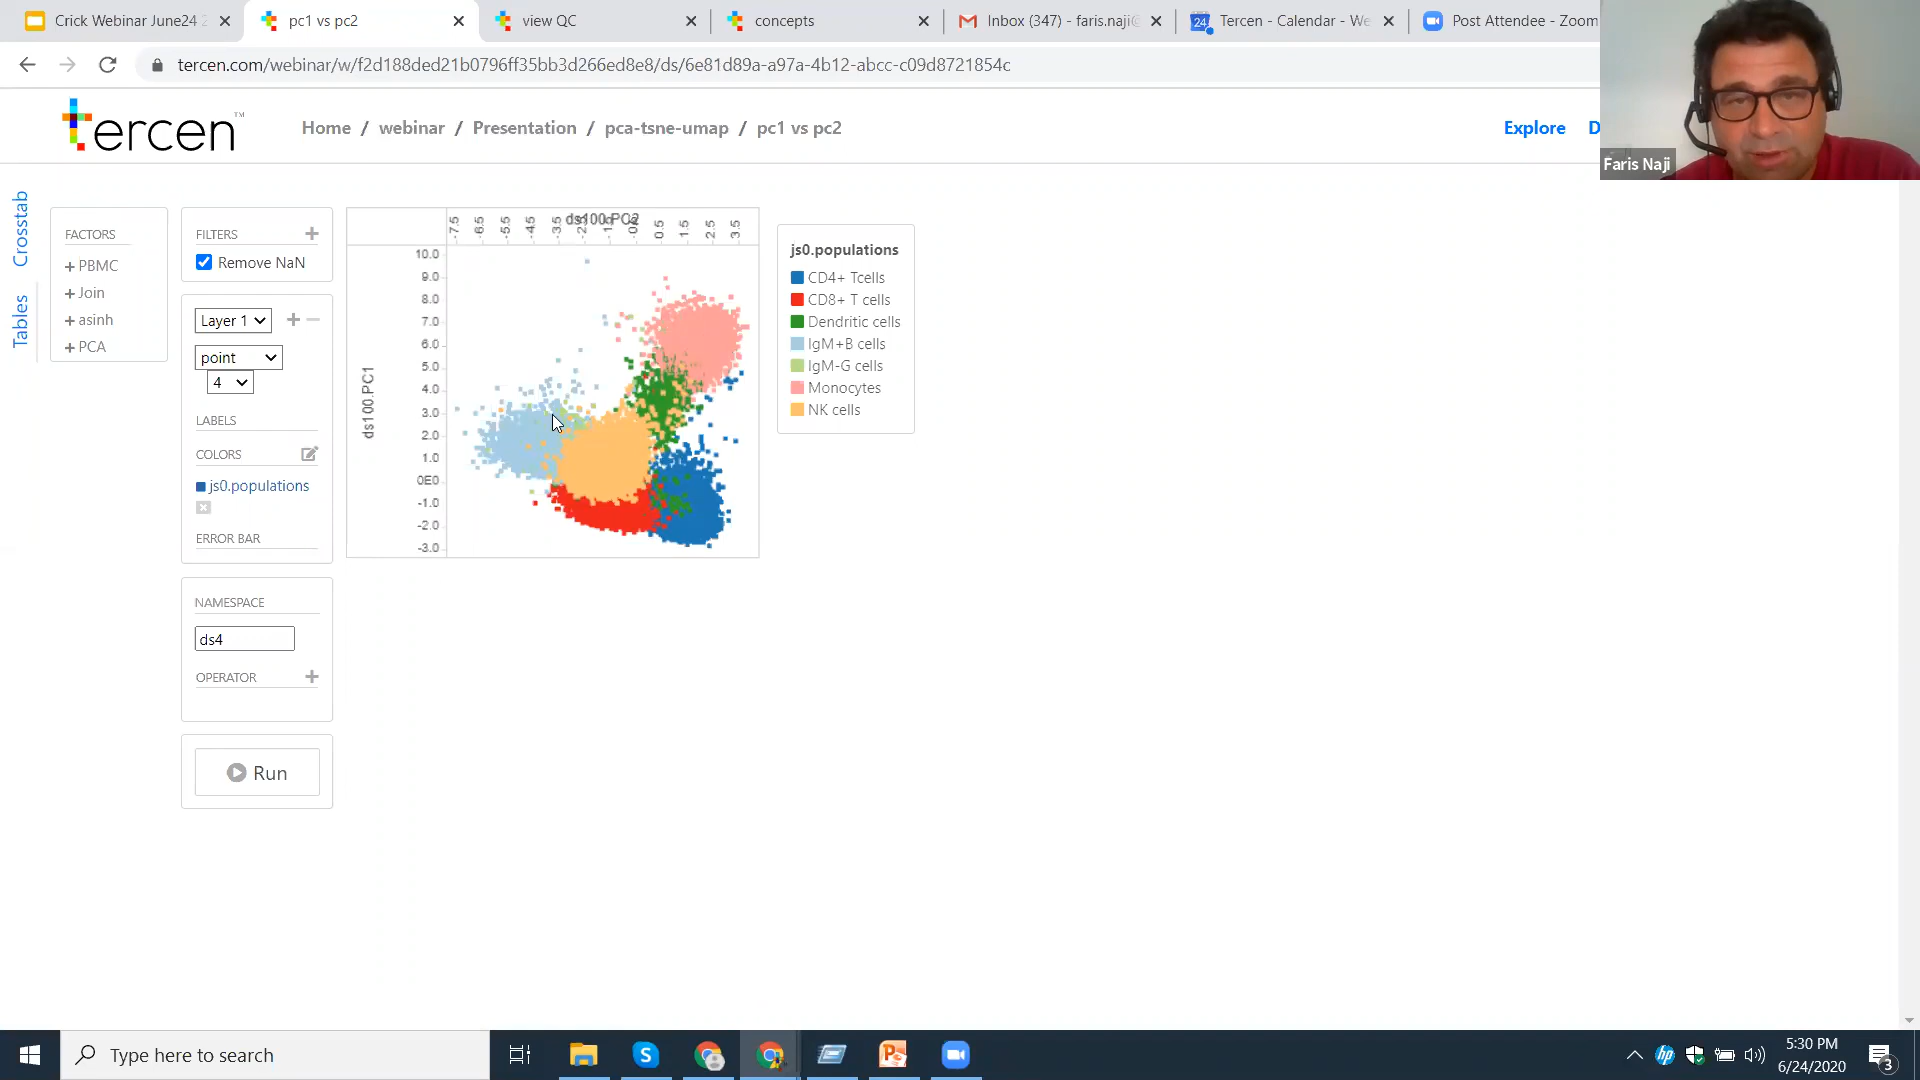 Crick Webinar June24 2
pc1 vs pc2
view QC
concepts
Inbox (347) - faris.naji@
Tercen - Calendar - We
Post Attendee - Zoom
tercen.com/webinar/w/f2d188ded21b0796ff35bb3d266ed8e8/ds/6e81d89a-a97a-4b12-abcc-c09d8721854c
tercen™
Home / webinar / Presentation / pca-tsne-umap / pc1 vs pc2
Explore D
Faris Naji
Crosstab
Tables
FACTORS
+ PBMC
+ Join
+ asinh
+ PCA
FILTERS +
Remove NaN
Layer 1 + −
point
4
LABELS
COLORS
js0.populations
ERROR BAR
NAMESPACE
ds4
OPERATOR +
Run
ds100.PC2
-7.5 -6.5 -5.5 -4.5 -3.5 0.5 1.5 2.5 3.5
ds100.PC1
10.0
9.0
8.0
7.0
6.0
5.0
4.0
3.0
2.0
1.0
0E0
-1.0
-2.0
-3.0
js0.populations
CD4+ Tcells
CD8+ T cells
Dendritic cells
IgM+B cells
IgM-G cells
Monocytes
NK cells
24
Type here to search
5:30 PM
6/24/2020
3